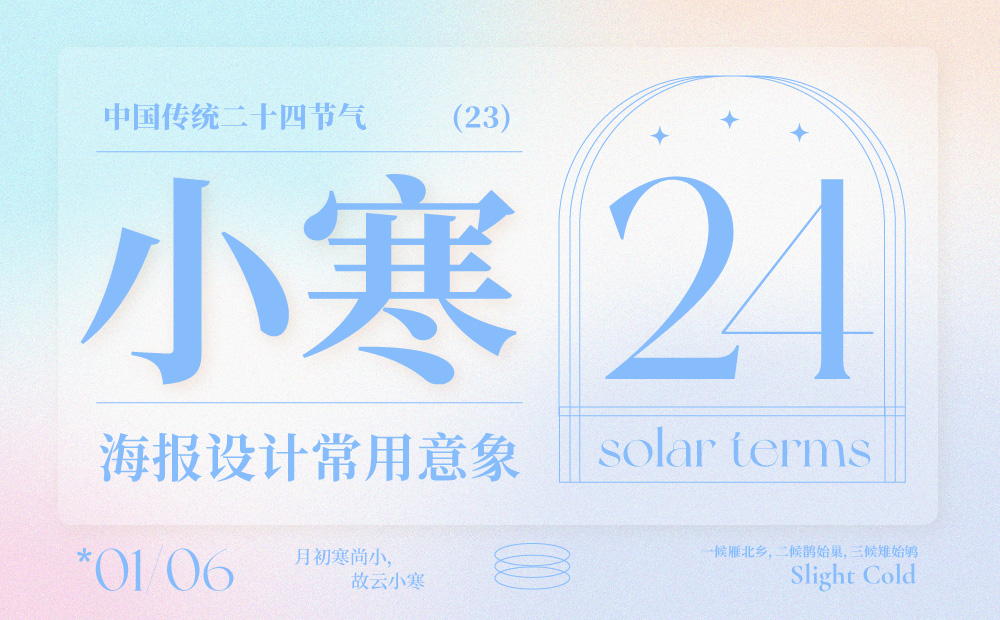 中国传统二十四节气 (23)
小寒
海报设计常用意象
24
solar terms
*01/06
月初寒尚小,
故云小寒
一候雁北乡, 二候鹊始巢, 三候雉始鸲
Slight Cold